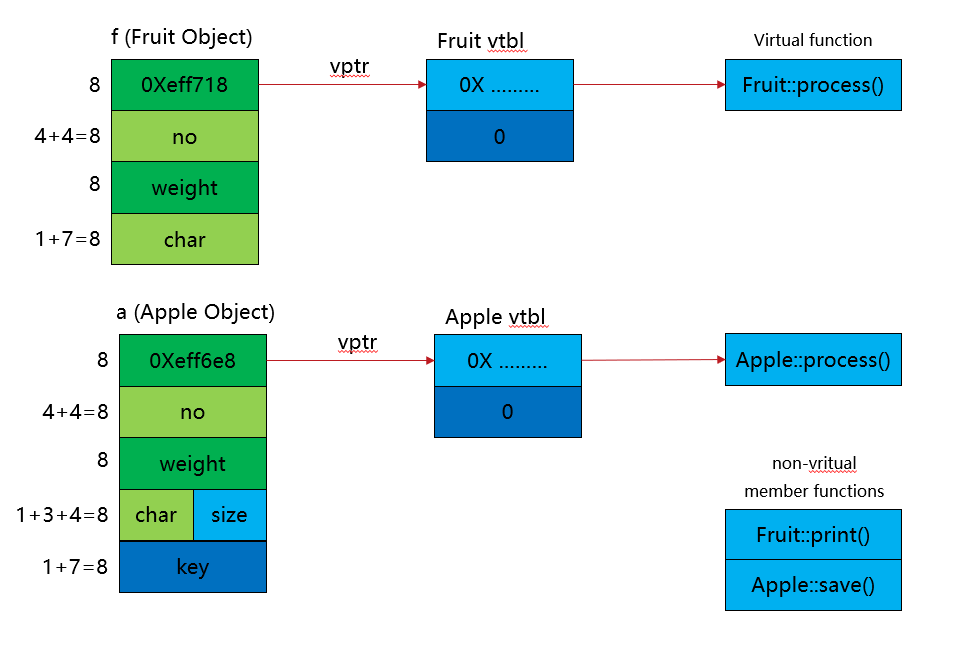 f (Fruit Object)
Fruit vtbl
Virtual function
vptr
8
0Xeff718
0X .........
Fruit::process()
4+4=8
no
0
8
weight
1+7=8
char
a (Apple Object)
Apple vtbl
vptr
8
0Xeff6e8
0X .........
Apple::process()
4+4=8
no
0
8
weight
non-vritual
member functions
1+3+4=8
char
size
Fruit::print()
1+7=8
key
Apple::save()